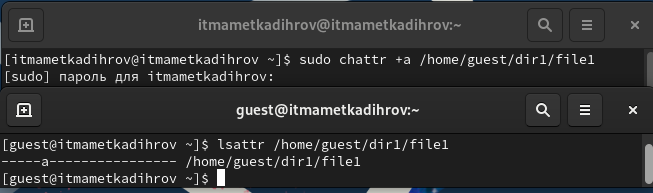 itmametkadihrov@itmametkadihrov:~
[itmametkadihrov@itmametkadihrov ~]$ sudo chattr +a /home/guest/dir1/file1
[sudo] пароль для itmametkadihrov:
guest@itmametkadihrov:~
[guest@itmametkadihrov ~]$ lsattr /home/guest/dir1/file1
-----a---------------- /home/guest/dir1/file1
[guest@itmametkadihrov ~]$